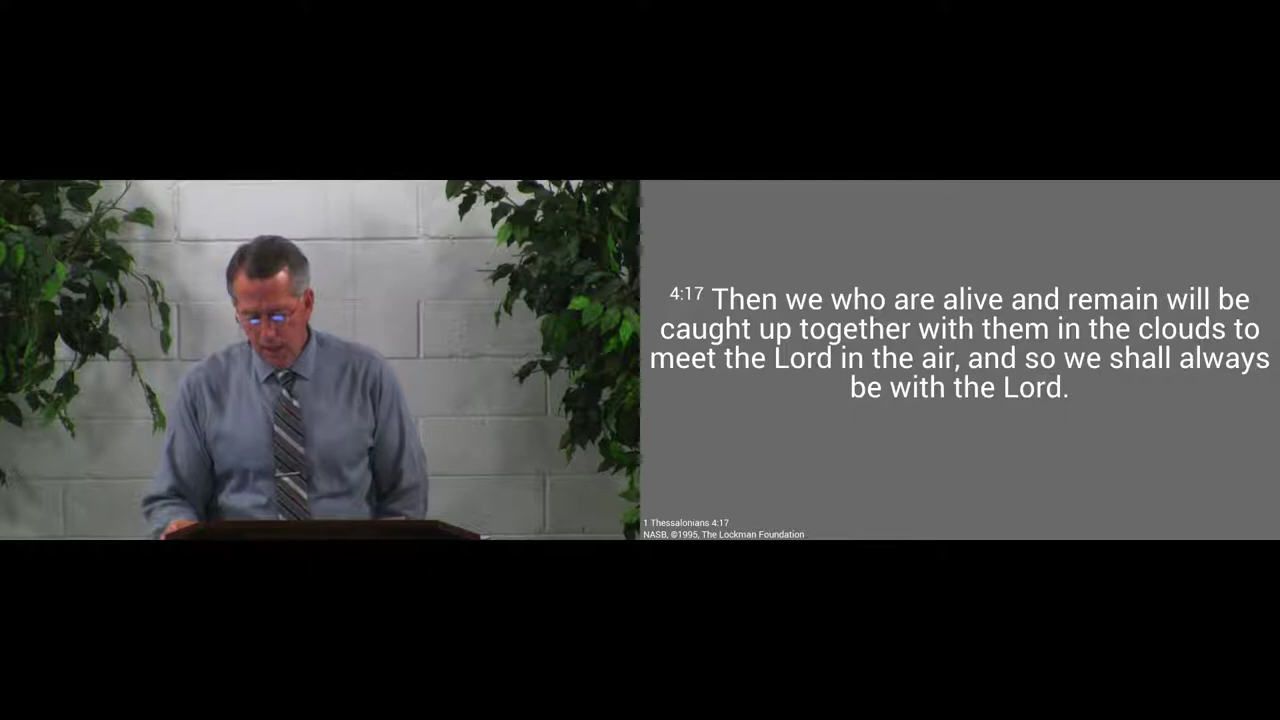 4:17 Then we who are alive and remain will be
caught up together with them in the clouds to
meet the Lord in the air, and so we shall always
be with the Lord.
1 Thessalonians 4:17
NASB, ©1995, The Lockman Foundation